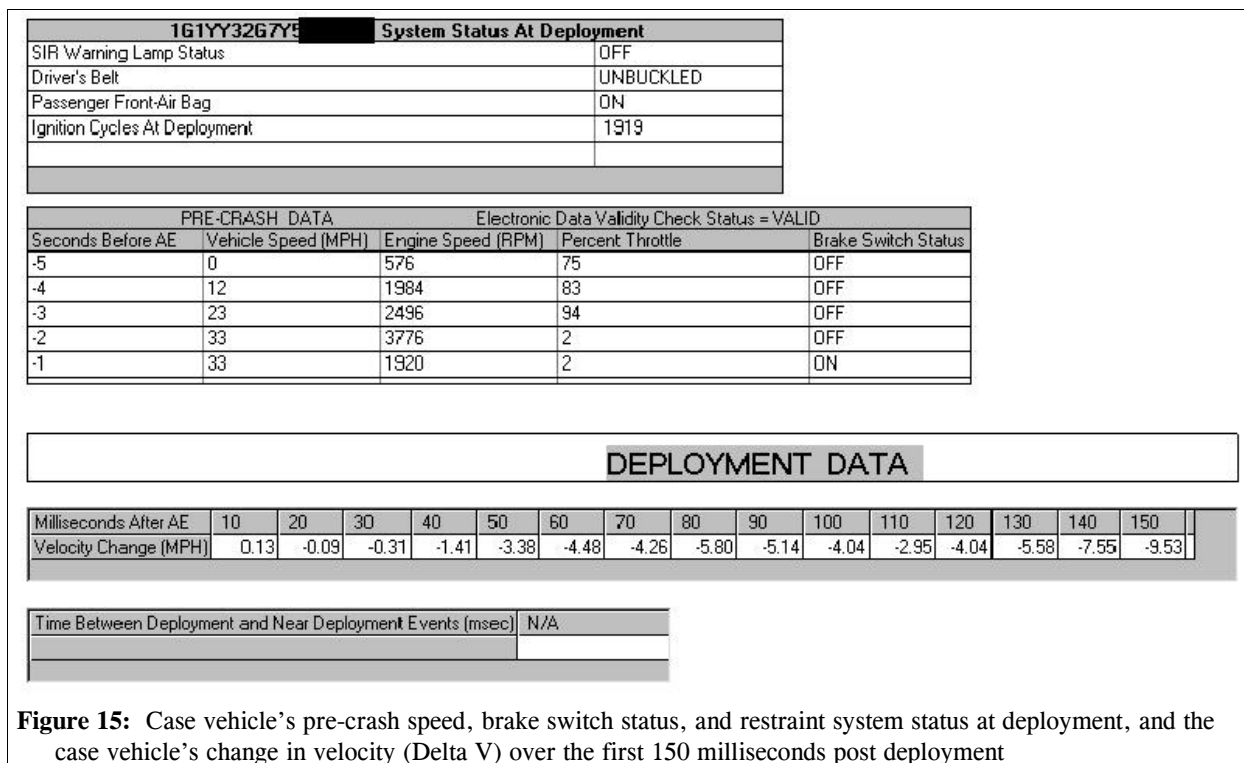 1G1YY32G7Y5 System Status At Deployment
SIR Warning Lamp Status OFF
Driver's Belt UNBUCKLED
Passenger Front-Air Bag ON
Ignition Cycles At Deployment 1919
PRE-CRASH DATA Electronic Data Validity Check Status = VALID
Seconds Before AE Vehicle Speed (MPH) Engine Speed (RPM) Percent Throttle Brake Switch Status
-5 0 576 75 OFF
-4 12 1984 83 OFF
-3 23 2496 94 OFF
-2 33 3776 2 OFF
-1 33 1920 2 ON
DEPLOYMENT DATA
Milliseconds After AE 10 20 30 40 50 60 70 80 90 100 110 120 130 140 150
Velocity Change (MPH) 0.13 -0.09 -0.31 -1.41 -3.38 -4.48 -4.26 -5.80 -5.14 -4.04 -2.95 -4.04 -5.58 -7.55 -9.53
Time Between Deployment and Near Deployment Events (msec) N/A
Figure 15: Case vehicle's pre-crash speed, brake switch status, and restraint system status at deployment, and the
case vehicle's change in velocity (Delta V) over the first 150 milliseconds post deployment